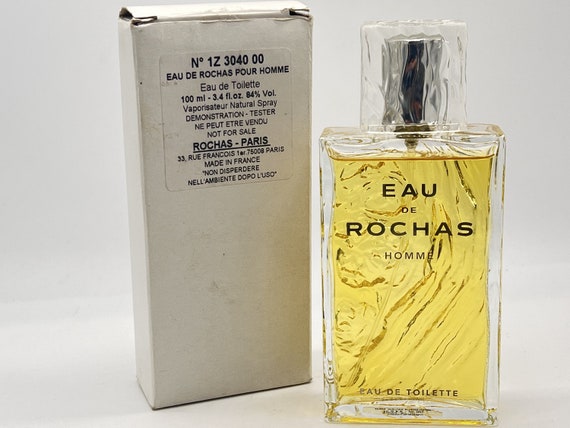 N° 1Z 3040 00
EAU DE ROCHAS POUR HOMME
Eau de Toilette
100 ml - 3.4 fl.oz. 84% Vol.
Vaporisateur Natural Spray
DEMONSTRATION - TESTER
NE PEUT ETRE VENDU
NOT FOR SALE
ROCHAS - PARIS
33, RUE FRANCOIS 1er.75008 PARIS
MADE IN FRANCE
"NON DISPERDERE
NELL'AMBIENTE DOPO L'USO"
EAU
DE
ROCHAS
HOMME
EAU DE TOILETTE